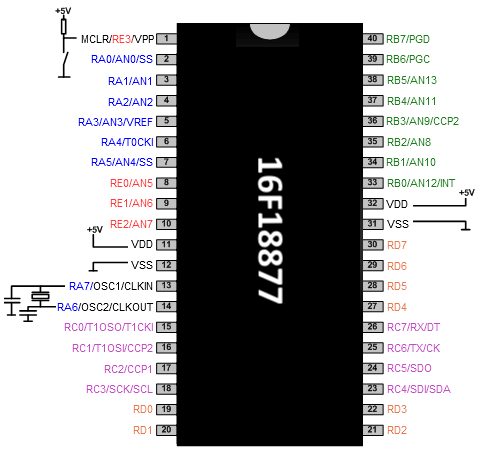 +5V
MCLR/RE3/VPP 1 40 RB7/PGD
RA0/AN0/SS 2 39 RB6/PGC
RA1/AN1 3 38 RB5/AN13
RA2/AN2 4 37 RB4/AN11
RA3/AN3/VREF 5 36 RB3/AN9/CCP2
RA4/T0CKI 6 35 RB2/AN8
RA5/AN4/SS 7 34 RB1/AN10
RE0/AN5 8 33 RB0/AN12/INT
+5V
RE1/AN6 9 32 VDD
RE2/AN7 10 31 VSS
+5V
VDD 11 30 RD7
VSS 12 29 RD6
RA7/OSC1/CLKIN 13 28 RD5
RA6/OSC2/CLKOUT 14 27 RD4
RC0/T1OSO/T1CKI 15 26 RC7/RX/DT
RC1/T1OSI/CCP2 16 25 RC6/TX/CK
RC2/CCP1 17 24 RC5/SDO
RC3/SCK/SCL 18 23 RC4/SDI/SDA
RD0 19 22 RD3
RD1 20 21 RD2
16F18877